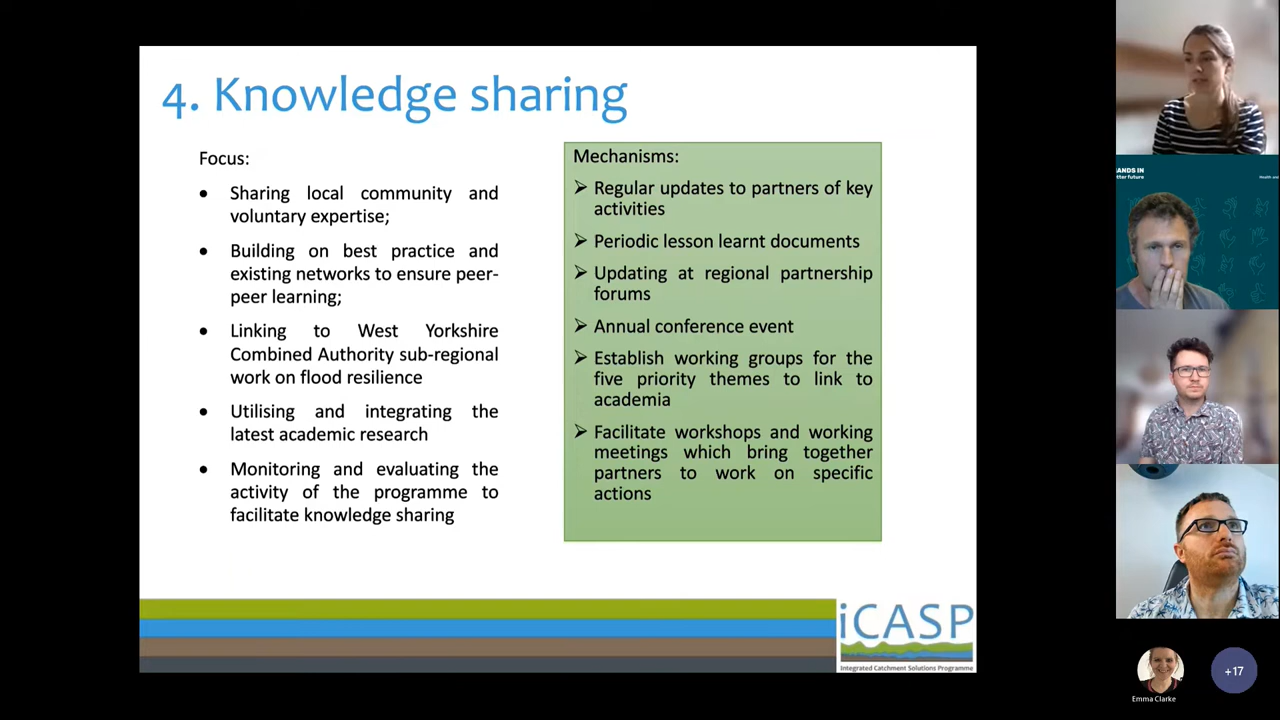 4. Knowledge sharing
Focus:
• Sharing local community and
voluntary expertise;
• Building on best practice and
existing networks to ensure peer-
peer learning;
• Linking to West Yorkshire
Combined Authority sub-regional
work on flood resilience
• Utilising and integrating the
latest academic research
• Monitoring and evaluating the
activity of the programme to
facilitate knowledge sharing
Mechanisms:
➢ Regular updates to partners of key
activities
➢ Periodic lesson learnt documents
➢ Updating at regional partnership
forums
➢ Annual conference event
➢ Establish working groups for the
five priority themes to link to
academia
➢ Facilitate workshops and working
meetings which bring together
partners to work on specific
actions
iCASP
Integrated Catchment Solutions Programme
Emma Clarke
+17